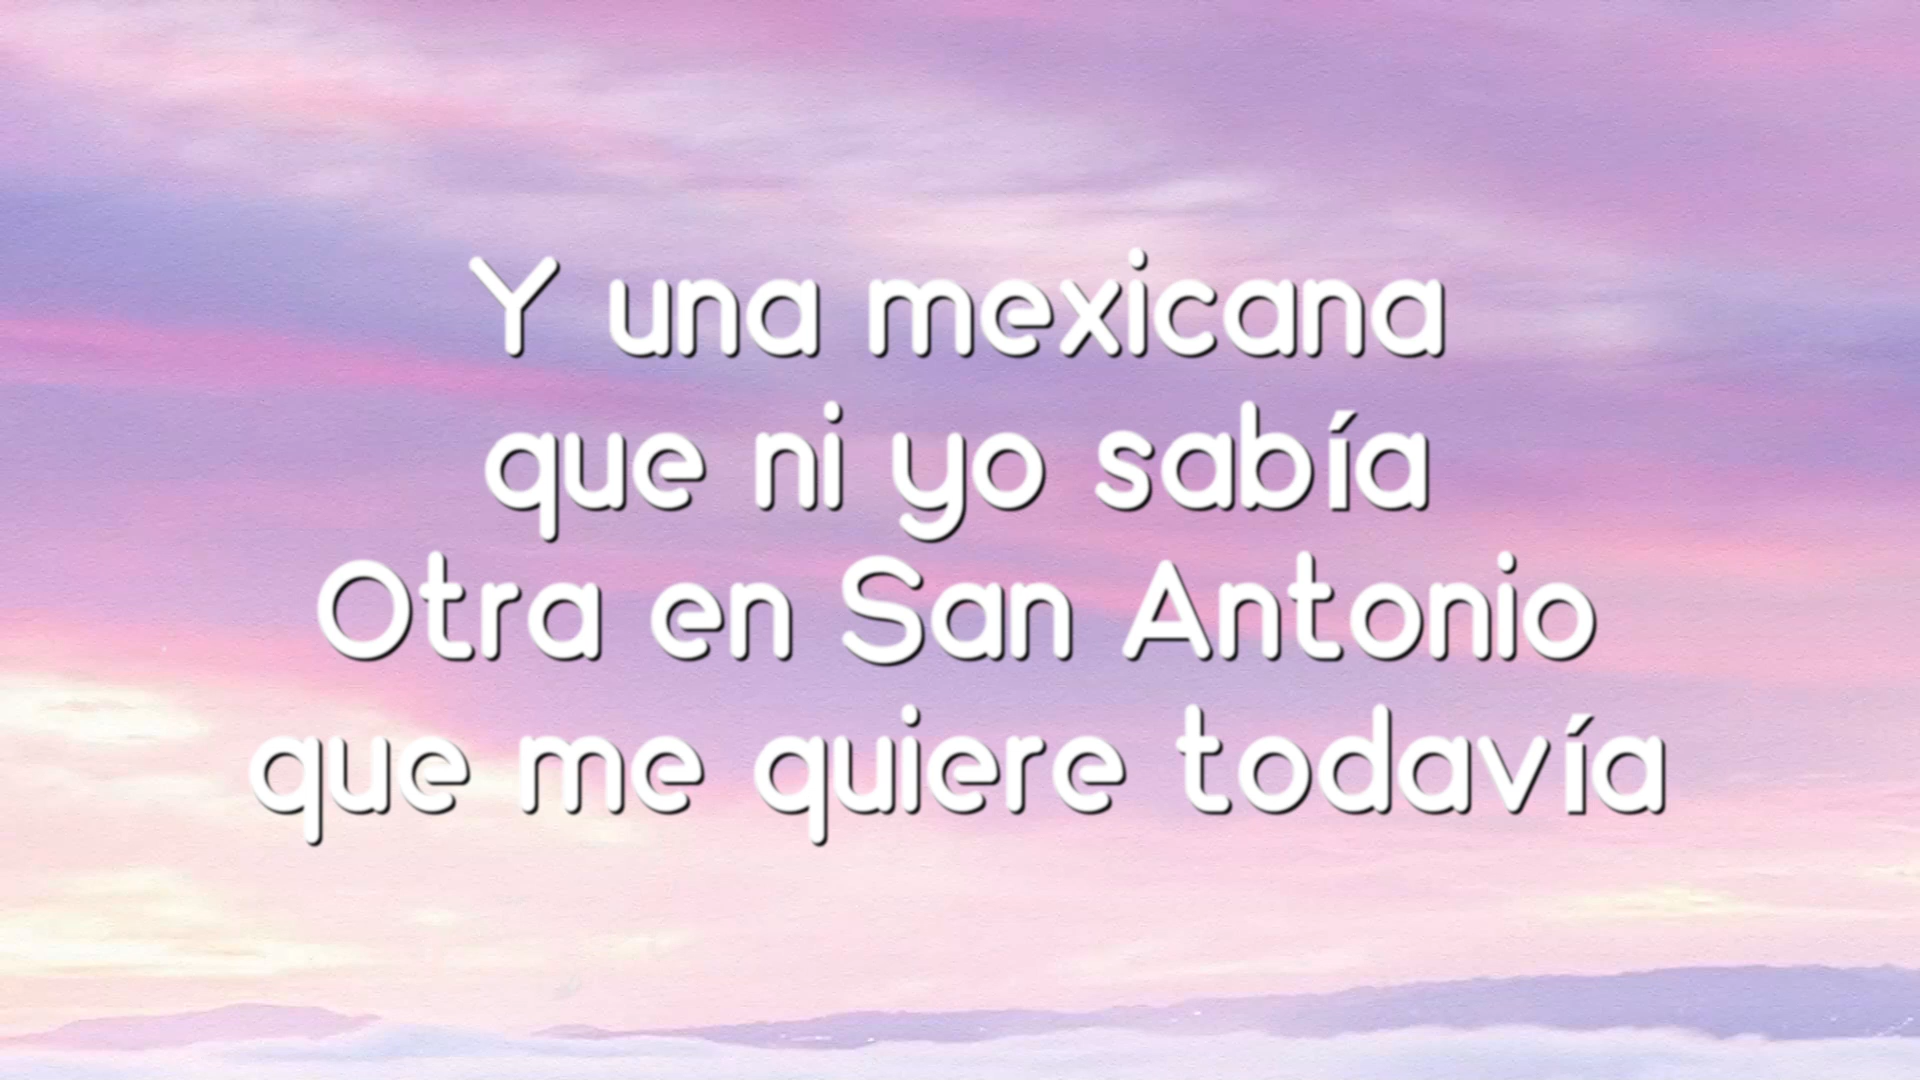 Y una mexicana
que ni yo sabía
Otra en San Antonio
que me quiere todavía